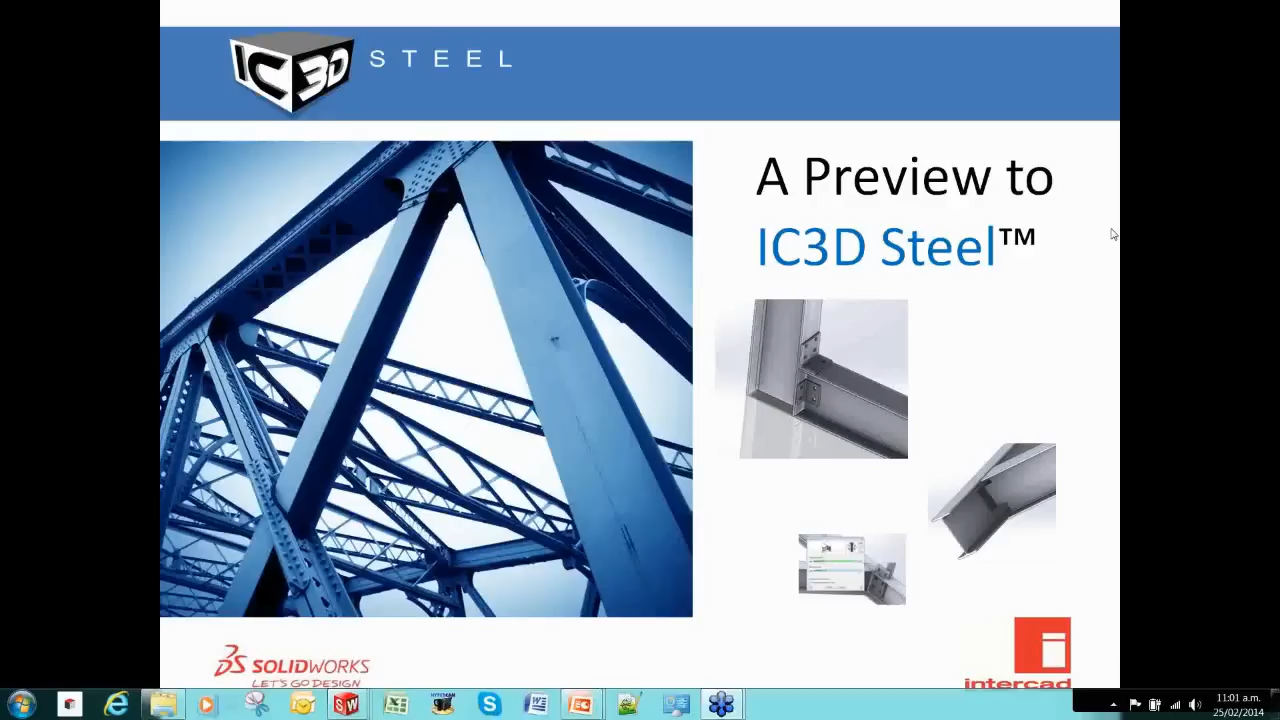 IC3D STEEL
A Preview to
IC3D Steel™
SOLIDWORKS
LET'S GO DESIGN
intercad
11:01 a.m.
25/02/2014